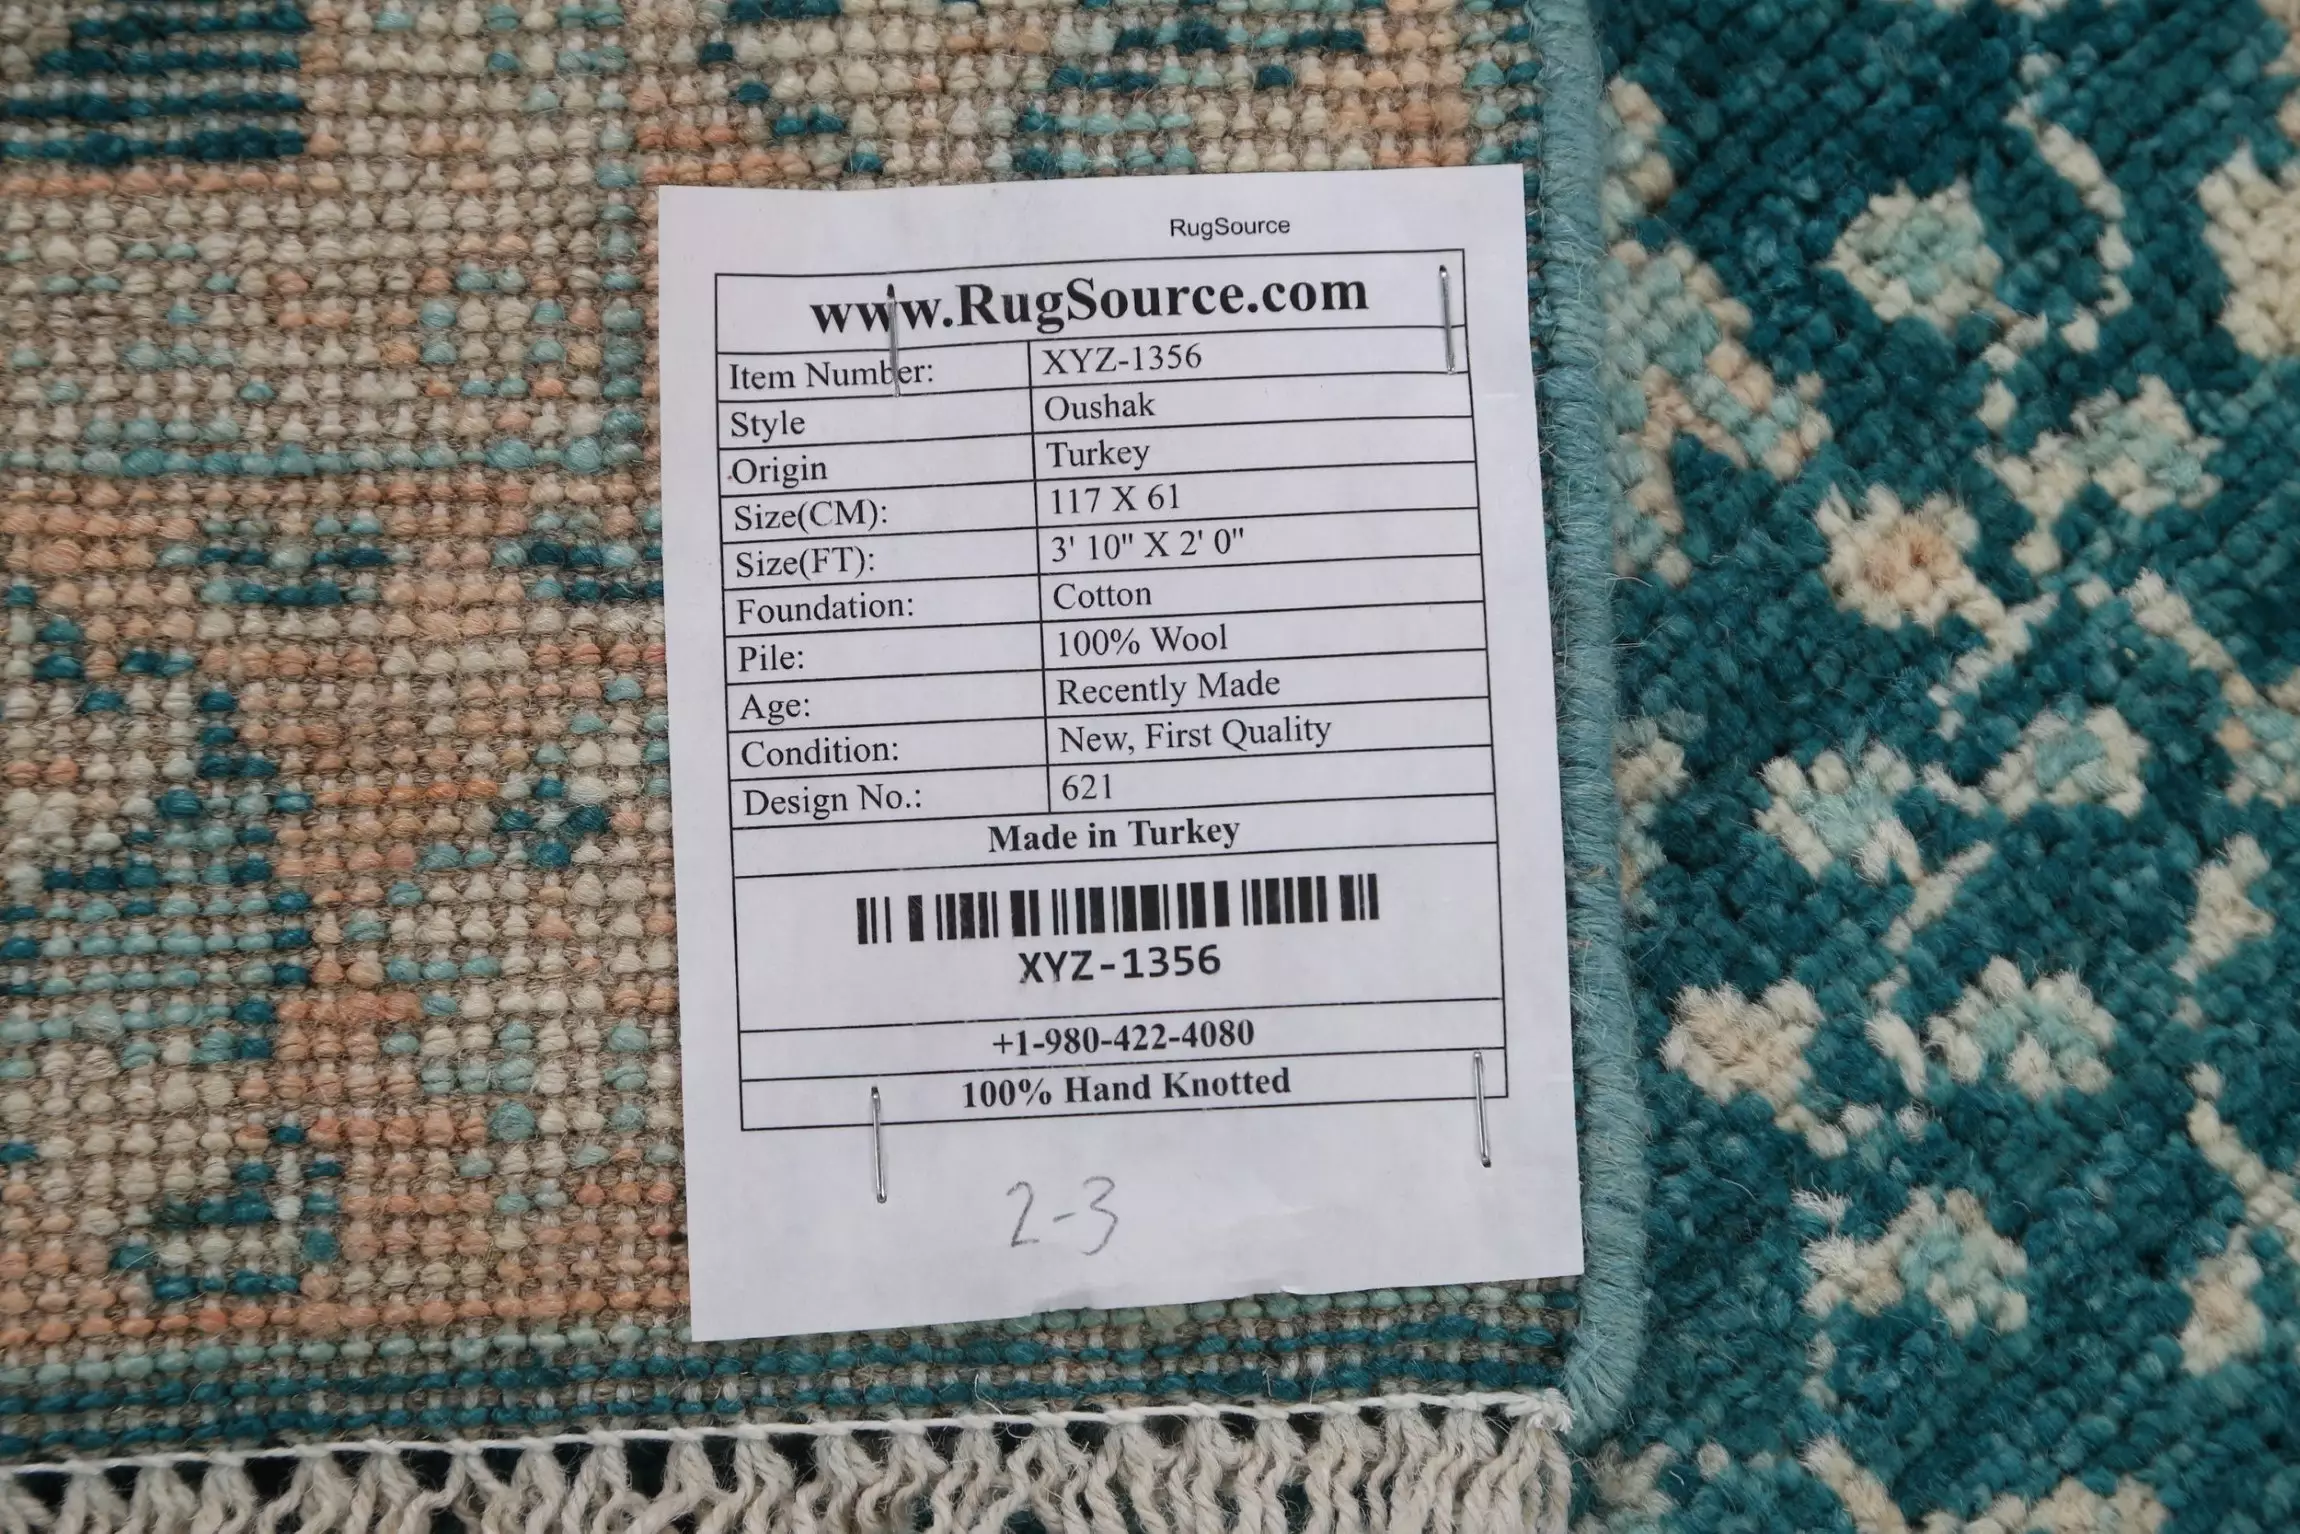 RugSource
www.RugSource.com
Item Number: XYZ-1356
Style Oushak
Origin Turkey
Size(CM): 117 X 61
Size(FT): 3' 10" X 2' 0"
Foundation: Cotton
Pile: 100% Wool
Age: Recently Made
Condition: New, First Quality
Design No.: 621
Made in Turkey
XYZ-1356
+1-980-422-4080
100% Hand Knotted
2-3